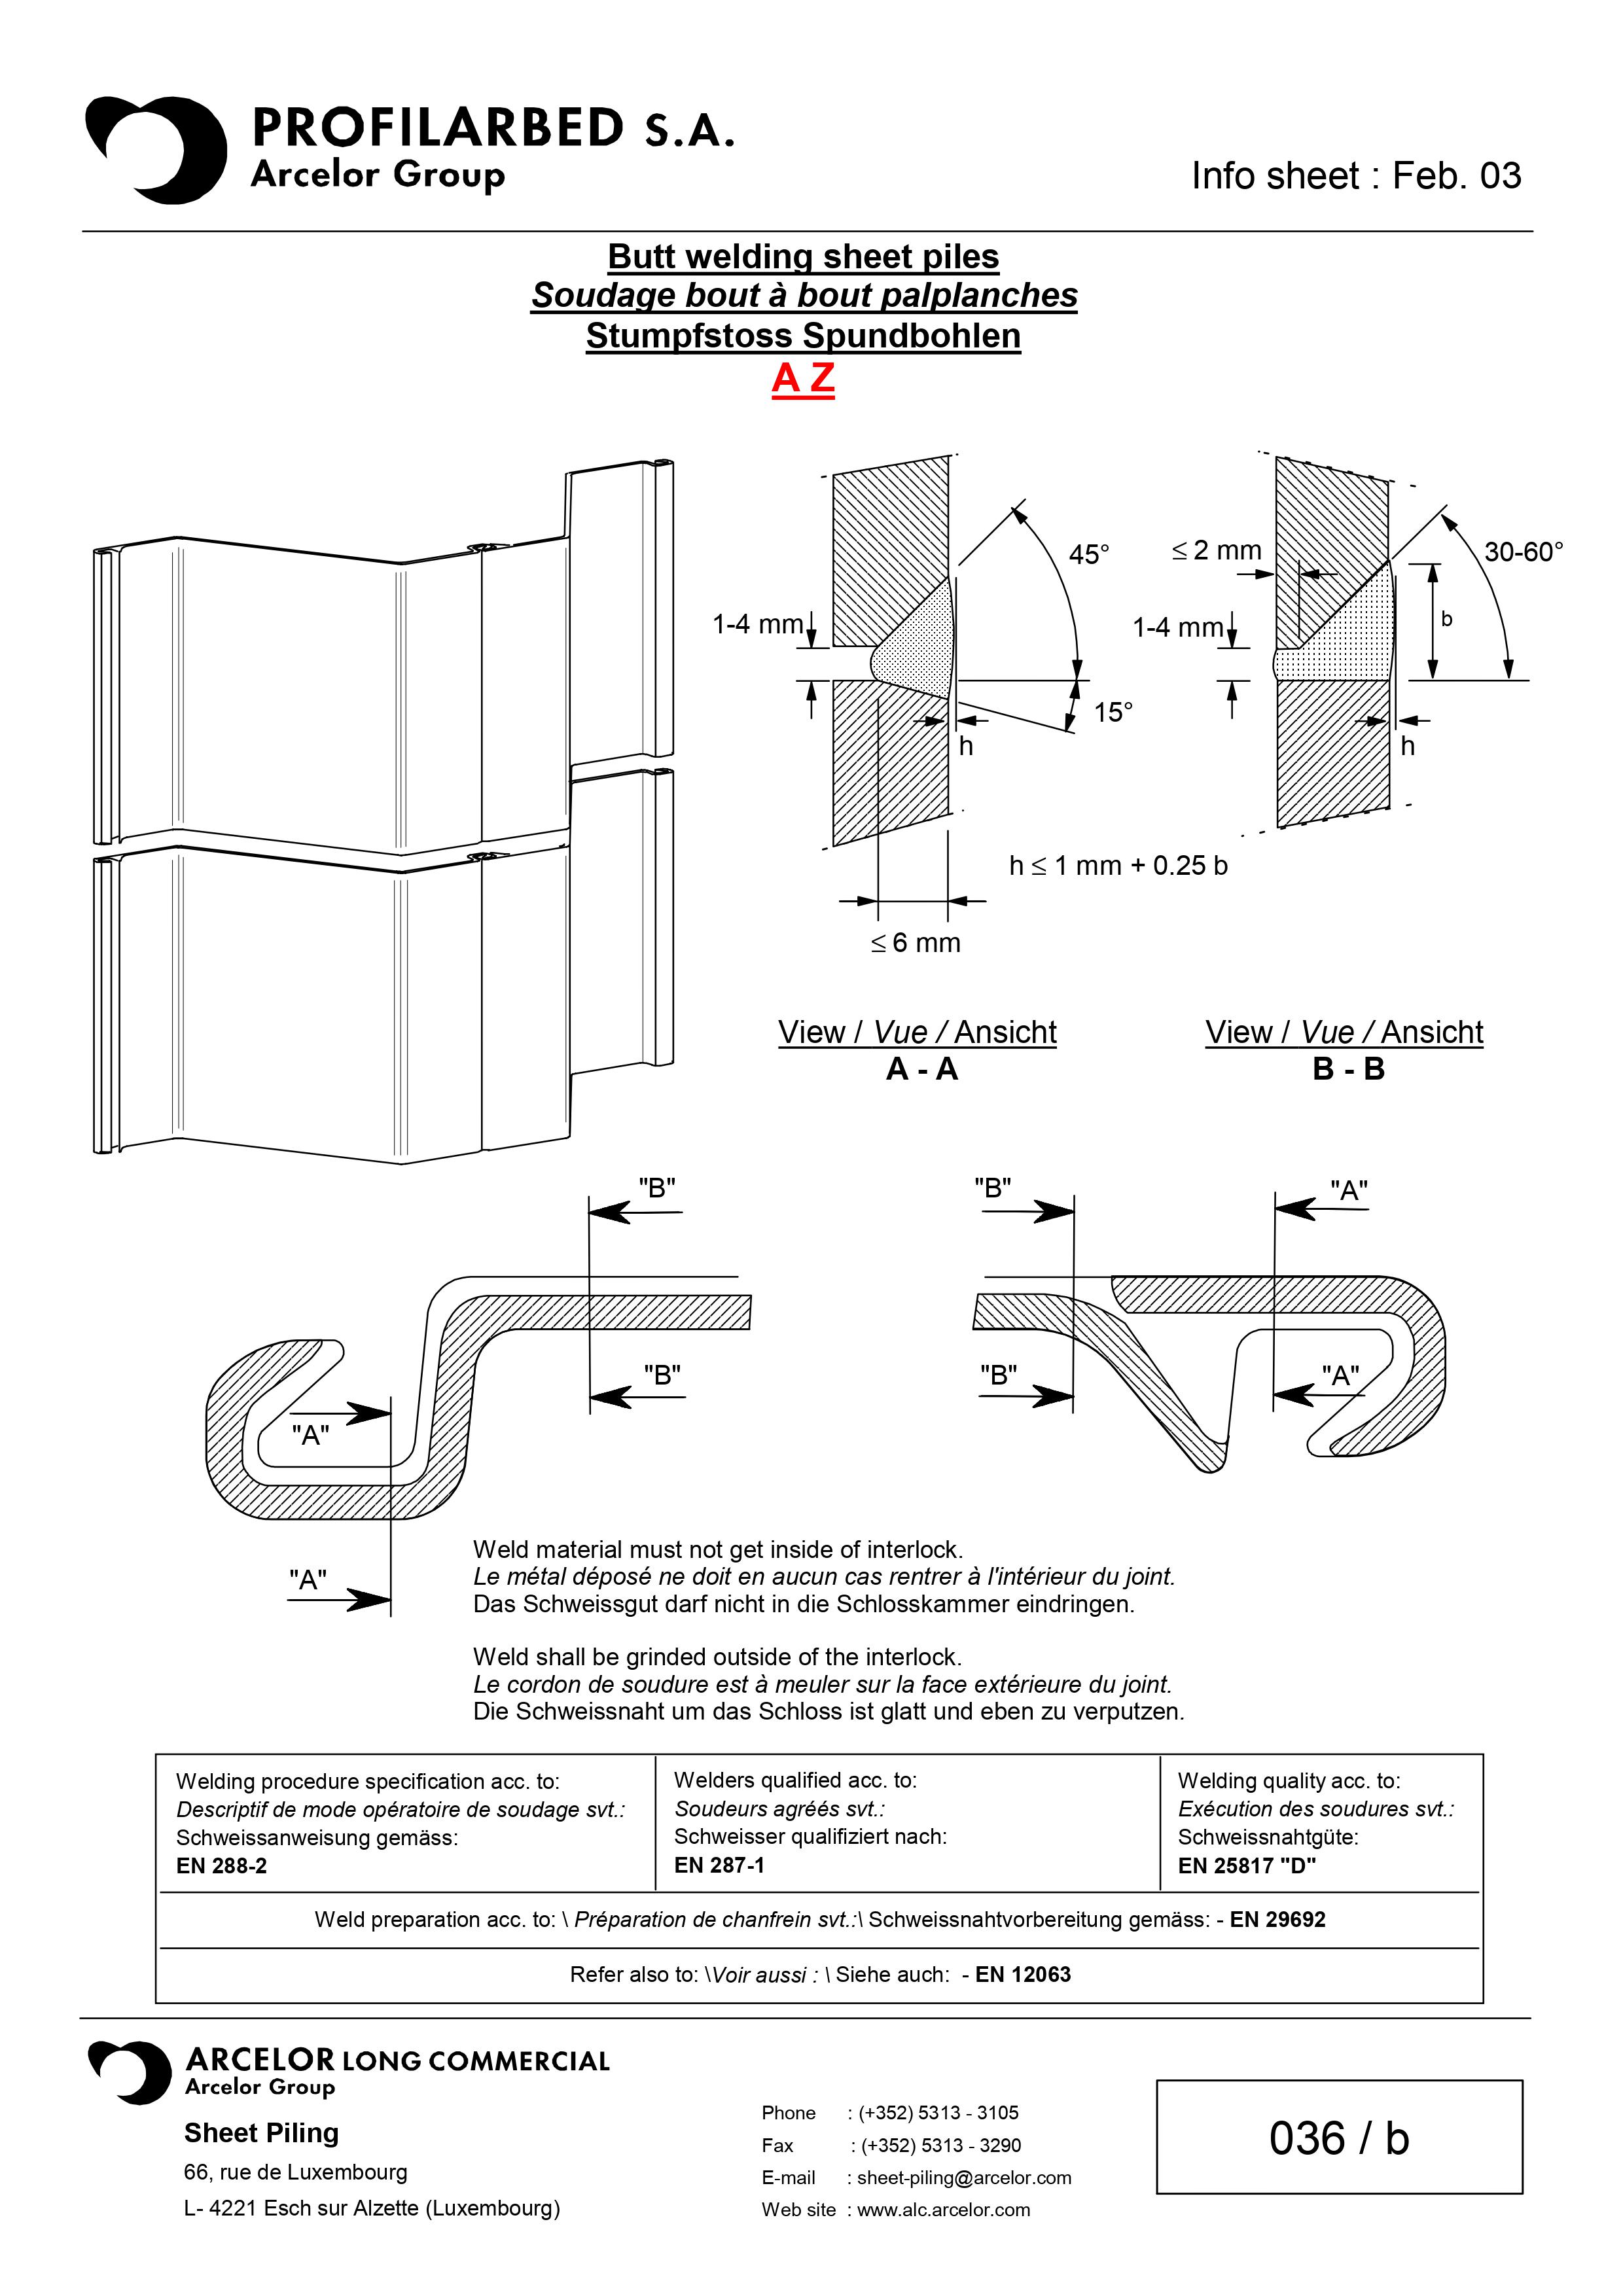 PROFILARBED S.A.
Arcelor Group
Info sheet : Feb. 03
Butt welding sheet piles
Soudage bout à bout palplanches
Stumpfstoss Spundbohlen
A Z
45°
≤ 2 mm
30-60°
1-4 mm
1-4 mm
b
15°
h
h
h ≤ 1 mm + 0.25 b
≤ 6 mm
View / Vue / Ansicht
A - A
View / Vue / Ansicht
B - B
"B"
"B"
"A"
"B"
"B"
"A"
"A"
"A"
Weld material must not get inside of interlock.
Le métal déposé ne doit en aucun cas rentrer à l'intérieur du joint.
Das Schweissgut darf nicht in die Schlosskammer eindringen.
Weld shall be grinded outside of the interlock.
Le cordon de soudure est à meuler sur la face extérieure du joint.
Die Schweissnaht um das Schloss ist glatt und eben zu verputzen.
Welding procedure specification acc. to:
Descriptif de mode opératoire de soudage svt.:
Schweissanweisung gemäss:
EN 288-2
Welders qualified acc. to:
Soudeurs agréés svt.:
Schweisser qualifiziert nach:
EN 287-1
Welding quality acc. to:
Exécution des soudures svt.:
Schweissnahtgüte:
EN 25817 "D"
Weld preparation acc. to: \ Préparation de chanfrein svt.:\ Schweissnahtvorbereitung gemäss: - EN 29692
Refer also to: \Voir aussi : \ Siehe auch: - EN 12063
ARCELOR LONG COMMERCIAL
Arcelor Group
Sheet Piling
66, rue de Luxembourg
L- 4221 Esch sur Alzette (Luxembourg)
Phone : (+352) 5313 - 3105
Fax : (+352) 5313 - 3290
E-mail : sheet-piling@arcelor.com
Web site : www.alc.arcelor.com
036 / b